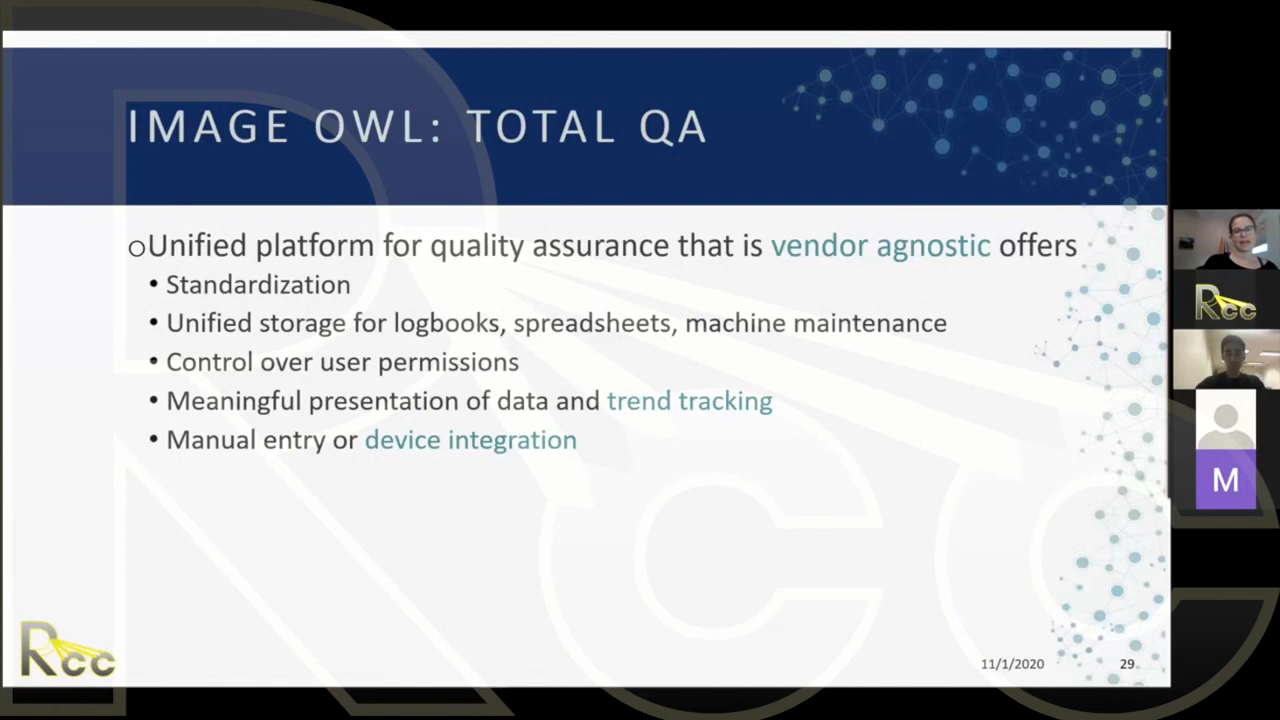 IMAGE OWL: TOTAL QA
○Unified platform for quality assurance that is vendor agnostic offers
• Standardization
• Unified storage for logbooks, spreadsheets, machine maintenance
• Control over user permissions
• Meaningful presentation of data and trend tracking
• Manual entry or device integration
Rcc
M
Rcc
11/1/2020
29
Rcc